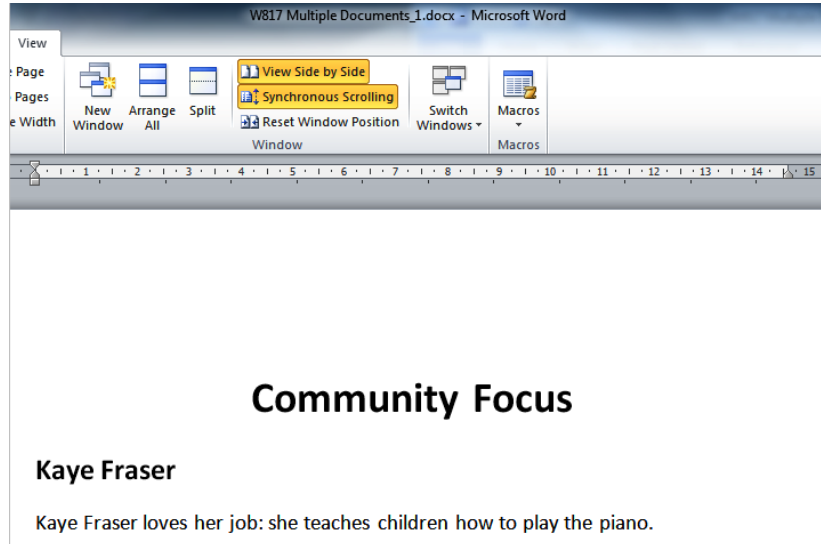 W817 Multiple Documents_1.docx - Microsoft Word
View
Page
Pages
Width
New Window
Arrange All
Split
View Side by Side
Synchronous Scrolling
Reset Window Position
Switch Windows
Macros
Window
Macros
1 2 3 4 5 6 7 8 9 10 11 12 13 14 15
Community Focus
Kaye Fraser
Kaye Fraser loves her job: she teaches children how to play the piano.